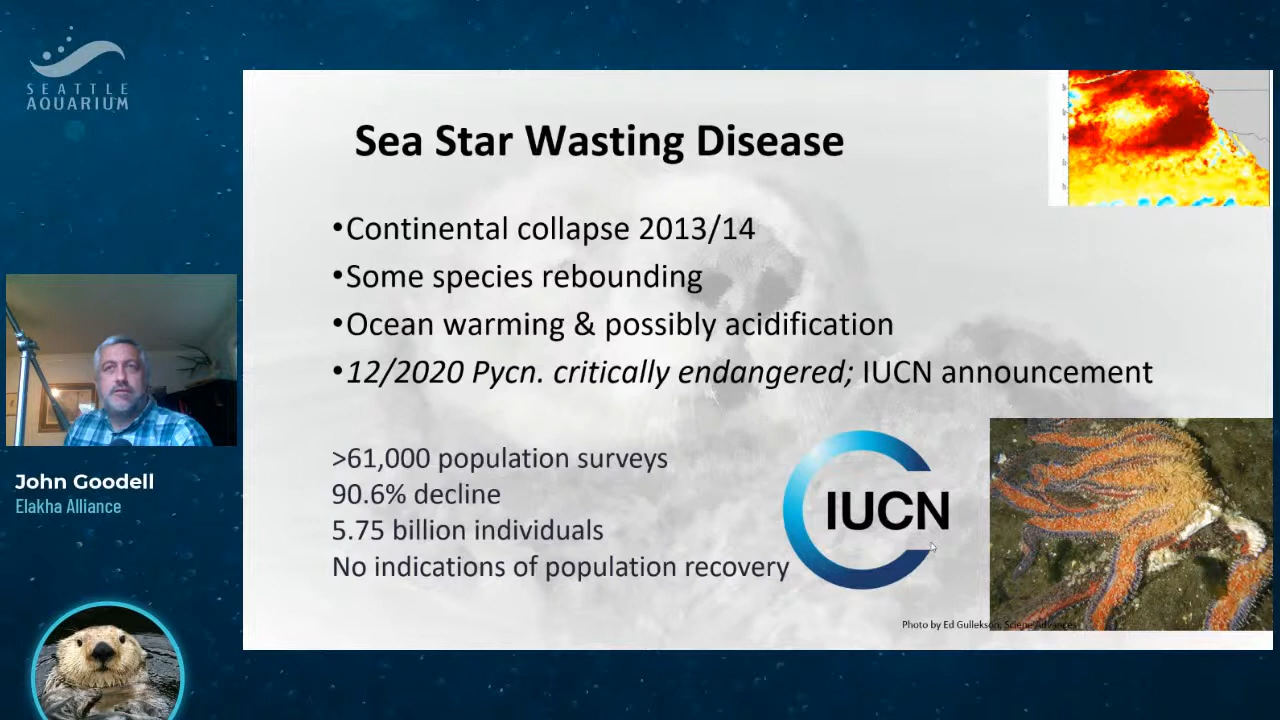 SEATTLE
AQUARIUM
Sea Star Wasting Disease
•Continental collapse 2013/14
•Some species rebounding
•Ocean warming & possibly acidification
•12/2020 Pycn. critically endangered; IUCN announcement
>61,000 population surveys
90.6% decline
5.75 billion individuals
No indications of population recovery
IUCN
Photo by Ed Gullekson, Sciene Advances
John Goodell
Elakha Alliance